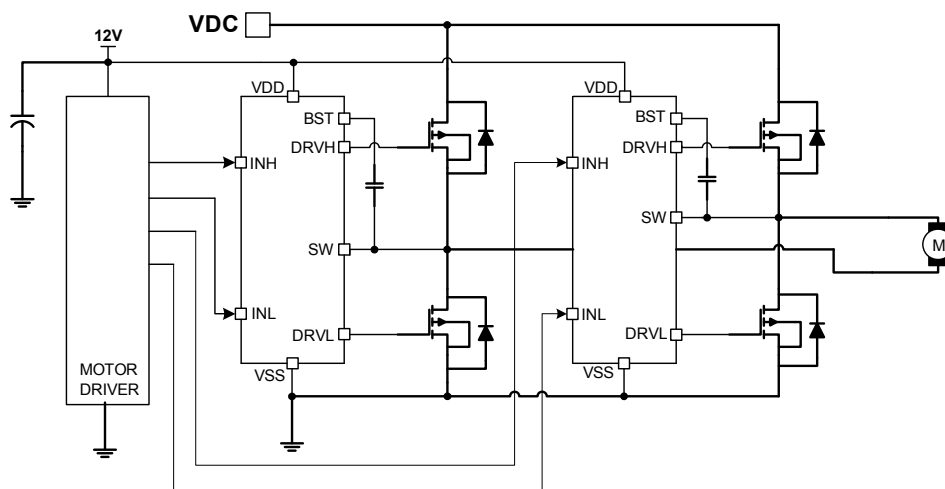 VDC
12V
VDD
BST
DRVH
INH
SW
INL
DRVL
VSS
MOTOR
DRIVER
VDD
BST
DRVH
INH
SW
INL
DRVL
VSS
M